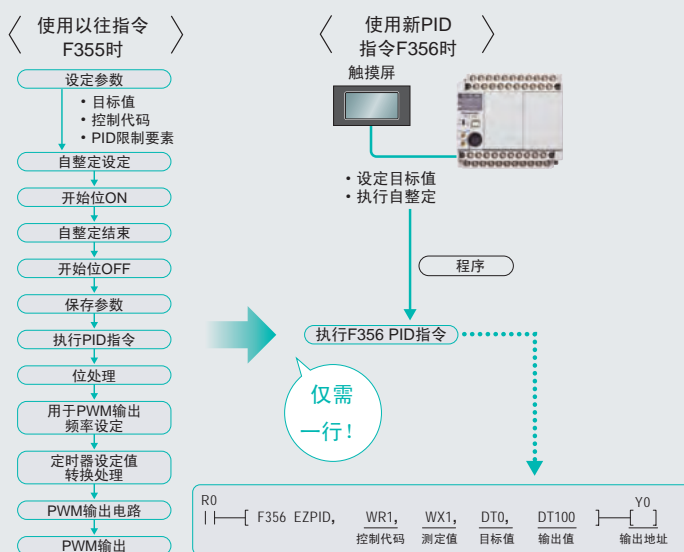 使用以往指令
F355时
设定参数
• 目标值
• 控制代码
• PID限制要素
自整定设定
开始位ON
自整定结束
开始位OFF
保存参数
执行PID指令
位处理
用于PWM输出
频率设定
定时器设定值
转换处理
PWM输出电路
PWM输出
使用新PID
指令F356时
触摸屏
• 设定目标值
• 执行自整定
程序
执行F356 PID指令
仅需
一行!
R0
F356 EZPID, WR1, WX1, DT0, DT100
Y0
控制代码 测定值 目标值 输出值 输出地址